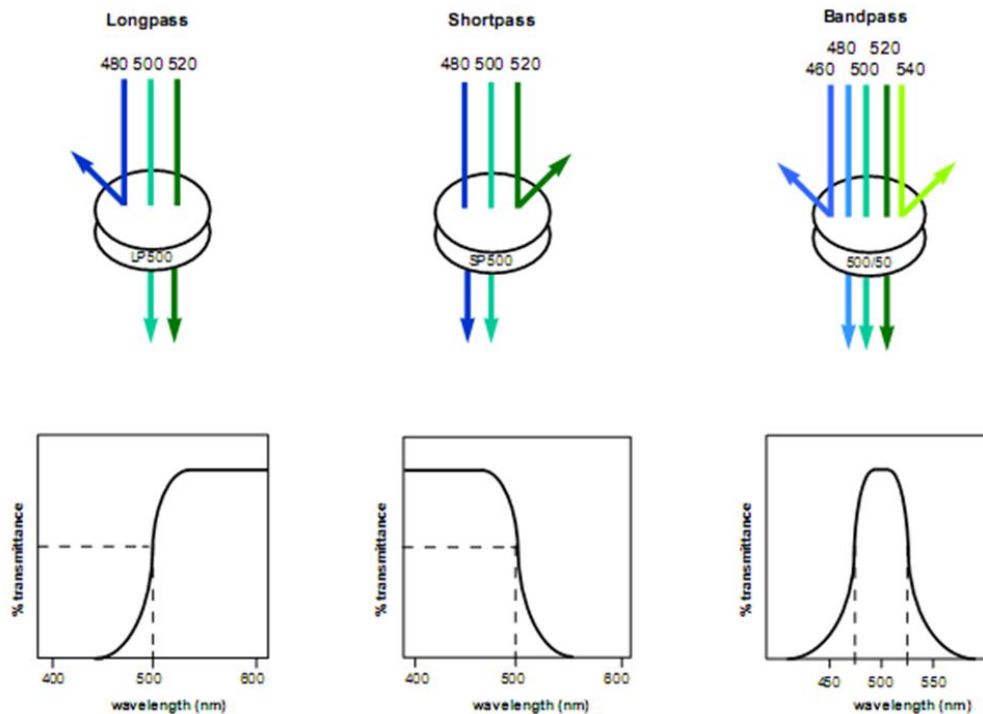 Longpass
480 500 520
LP500
% transmittance
400 500 600
wavelength (nm)
Shortpass
480 500 520
SP500
% transmittance
400 500 600
wavelength (nm)
Bandpass
480 520
460 500 540
500/50
% transmittance
450 500 550
wavelength (nm)